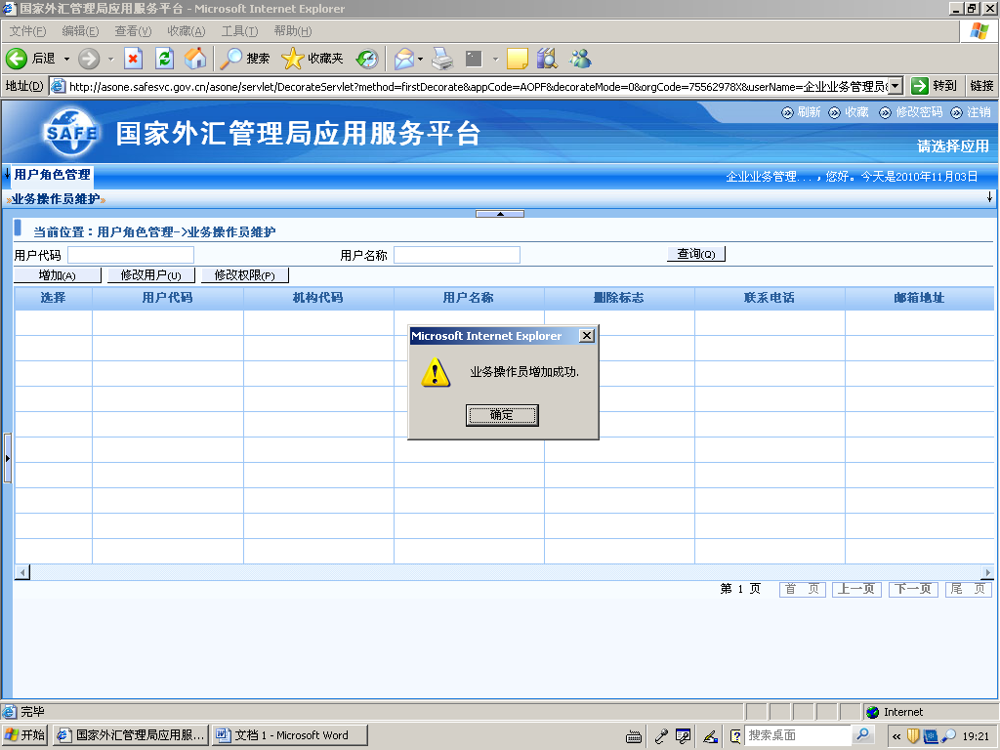 国家外汇管理局应用服务平台 - Microsoft Internet Explorer
文件(F) 编辑(E) 查看(V) 收藏(A) 工具(T) 帮助(H)
后退 搜索 收藏夹
地址(D) http://asone.safesvc.gov.cn/asone/servlet/DecorateServlet?method=firstDecorate&appCode=AOPF&decorateMode=0&orgCode=75562978X&userName=企业业务管理员& 转到 链接
刷新 收藏 修改密码 注销
SAFE 国家外汇管理局应用服务平台
请选择应用
用户角色管理 企业业务管理...，您好。今天是2010年11月03日
»业务操作员维护»
当前位置：用户角色管理->业务操作员维护
用户代码 用户名称 查询(Q)
增加(A) 修改用户(U) 修改权限(P)
选择 用户代码 机构代码 用户名称 删除标志 联系电话 邮箱地址
Microsoft Internet Explorer
业务操作员增加成功.
确定
第 1 页 首 页 上一页 下一页 尾 页
完毕 Internet
开始 国家外汇管理局应用服... 文档 1 - Microsoft Word 搜索桌面 « 19:21